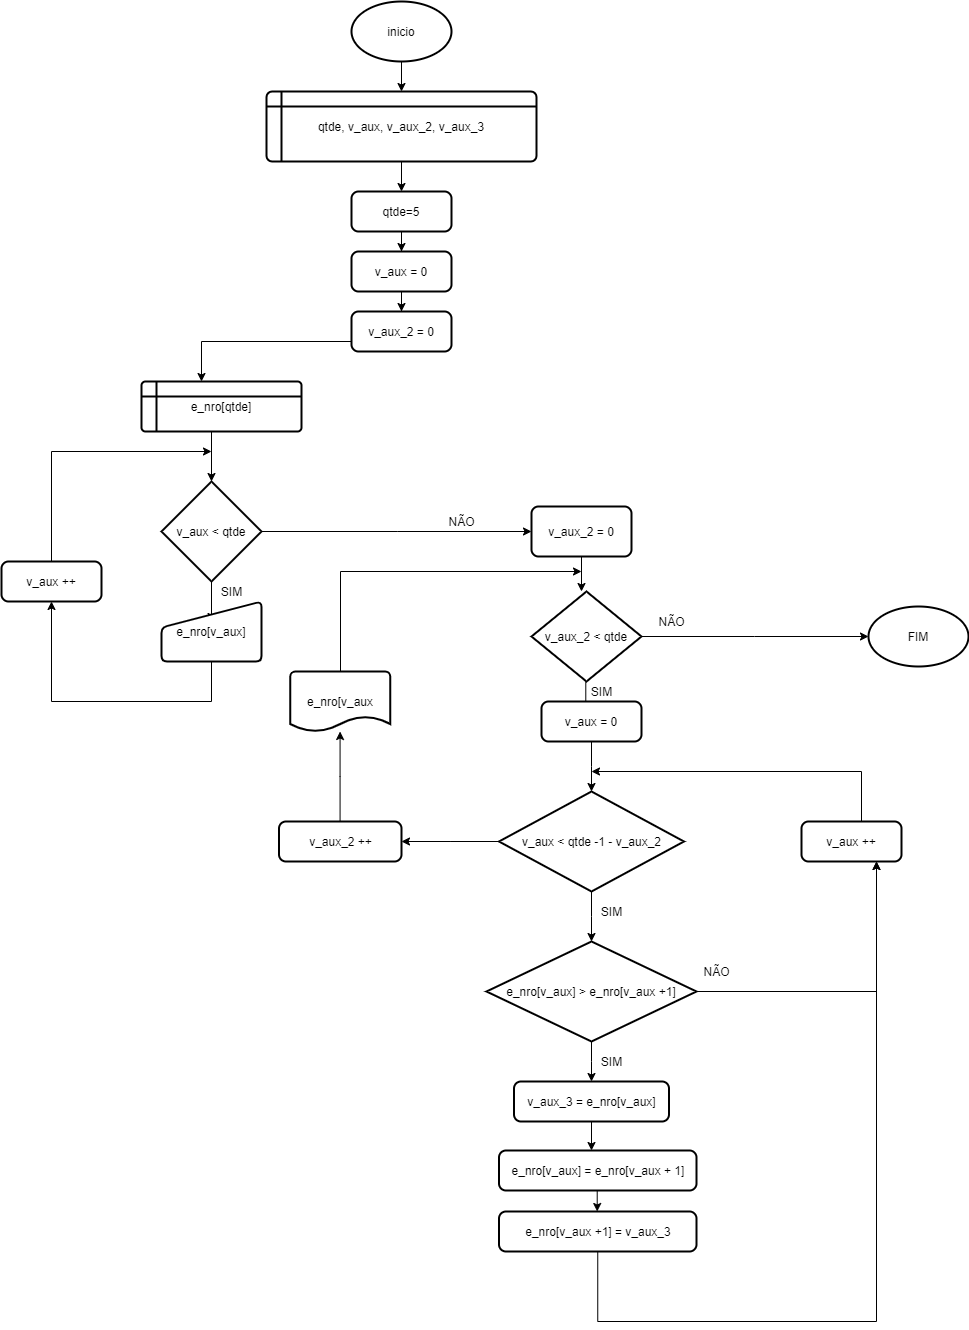 inicio
qtde, v_aux, v_aux_2, v_aux_3
qtde=5
v_aux = 0
v_aux_2 = 0
e_nro[qtde]
v_aux < qtde
NÃO
v_aux_2 = 0
v_aux ++
SIM
e_nro[v_aux]
v_aux_2 < qtde
NÃO
FIM
SIM
e_nro[v_aux
v_aux = 0
v_aux_2 ++
v_aux < qtde -1 - v_aux_2
v_aux ++
SIM
e_nro[v_aux] > e_nro[v_aux +1]
NÃO
SIM
v_aux_3 = e_nro[v_aux]
e_nro[v_aux] = e_nro[v_aux + 1]
e_nro[v_aux +1] = v_aux_3